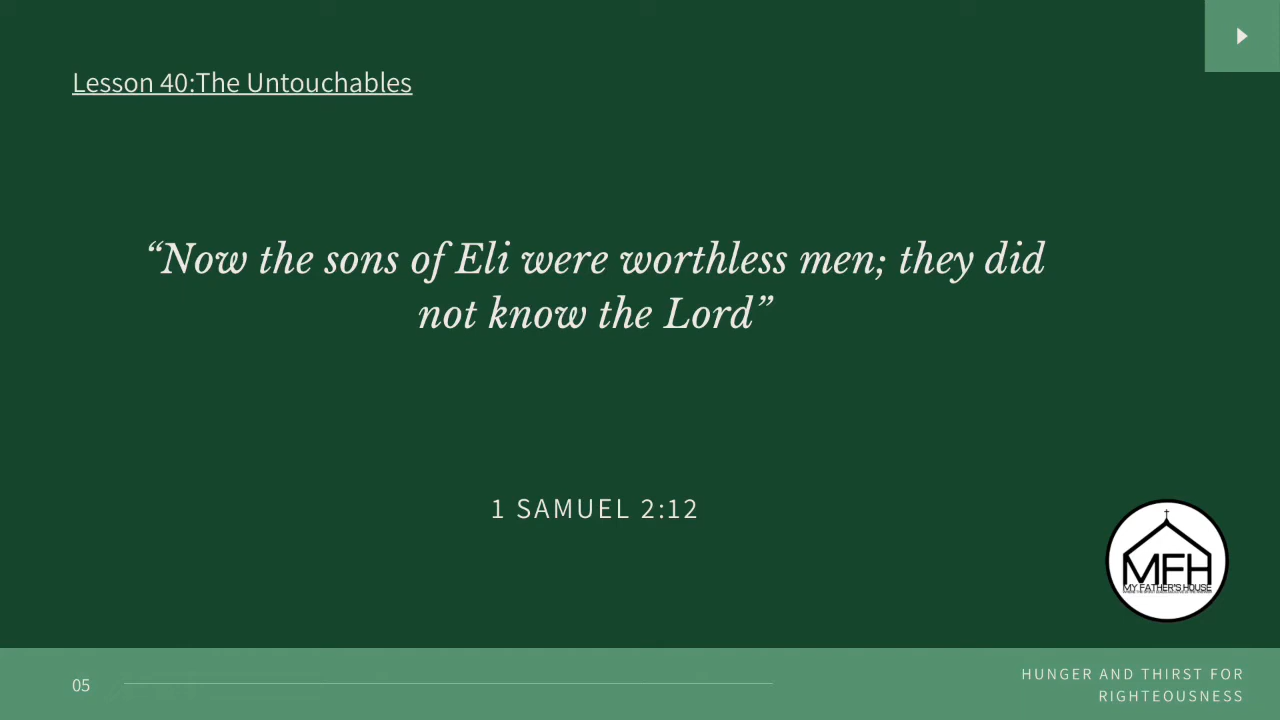 Lesson 40:The Untouchables
“Now the sons of Eli were worthless men; they did
not know the Lord”
1 SAMUEL 2:12
MFH
MY FATHER'S HOUSE
05
HUNGER AND THIRST FOR
RIGHTEOUSNESS